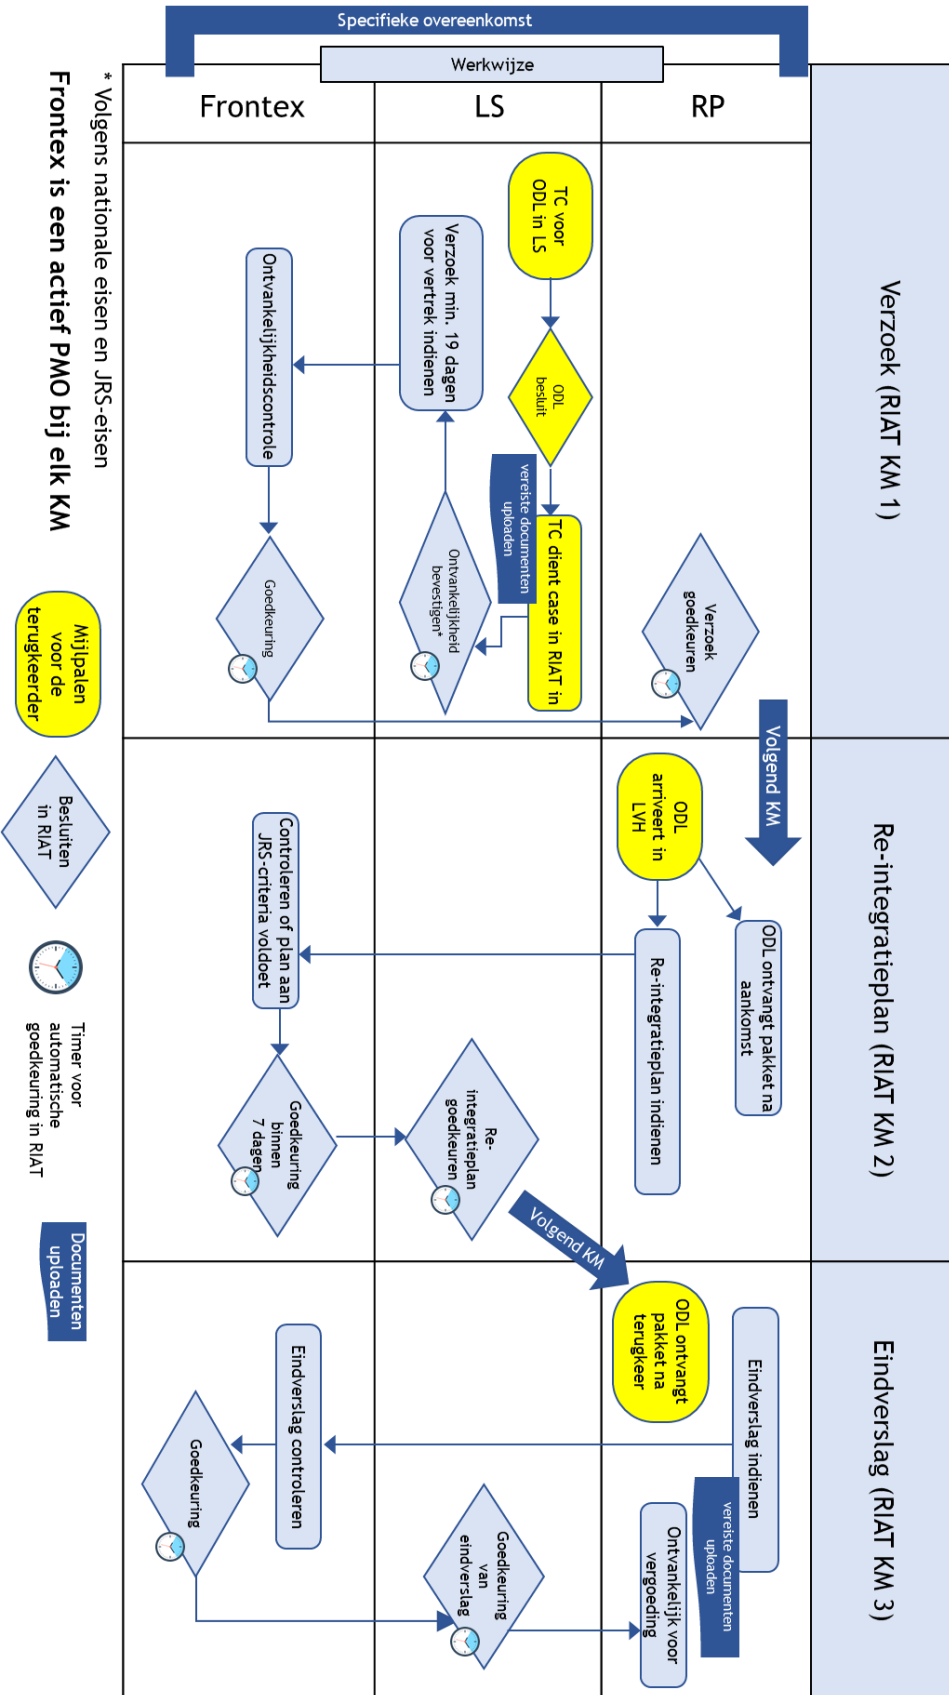 Specifieke overeenkomst
Werkwijze
Frontex
LS
RP
Verzoek (RIAT KM 1)
Verzoek
goedkeuren
TC voor
ODL in LS
ODL
besluit
TC dient case in RIAT in
vereiste documenten
uploaden
Verzoek min. 19 dagen
voor vertrek indienen
Ontvankelijkheid
bevestigen*
Ontvankelijkheidscontrole
Goedkeuring
Volgend KM
Re-integratieplan (RIAT KM 2)
ODL
arriveert in
LVH
ODL ontvangt pakket na
aankomst
Re-integratieplan indienen
Re-
integratieplan
goedkeuren
Controleren of plan aan
JRS-criteria voldoet
Goedkeuring
binnen
7 dagen
Volgend KM
Eindverslag (RIAT KM 3)
Eindverslag indienen
vereiste documenten
uploaden
ODL ontvangt
pakket na
terugkeer
Ontvankelijk voor
vergoeding
Goedkeuring
van
eindverslag
Eindverslag controleren
Goedkeuring
* Volgens nationale eisen en JRS-eisen
Frontex is een actief PMO bij elk KM
Mijlpalen
voor de
terugkeerder
Besluiten
in RIAT
Timer voor
automatische
goedkeuring in RIAT
Documenten
uploaden